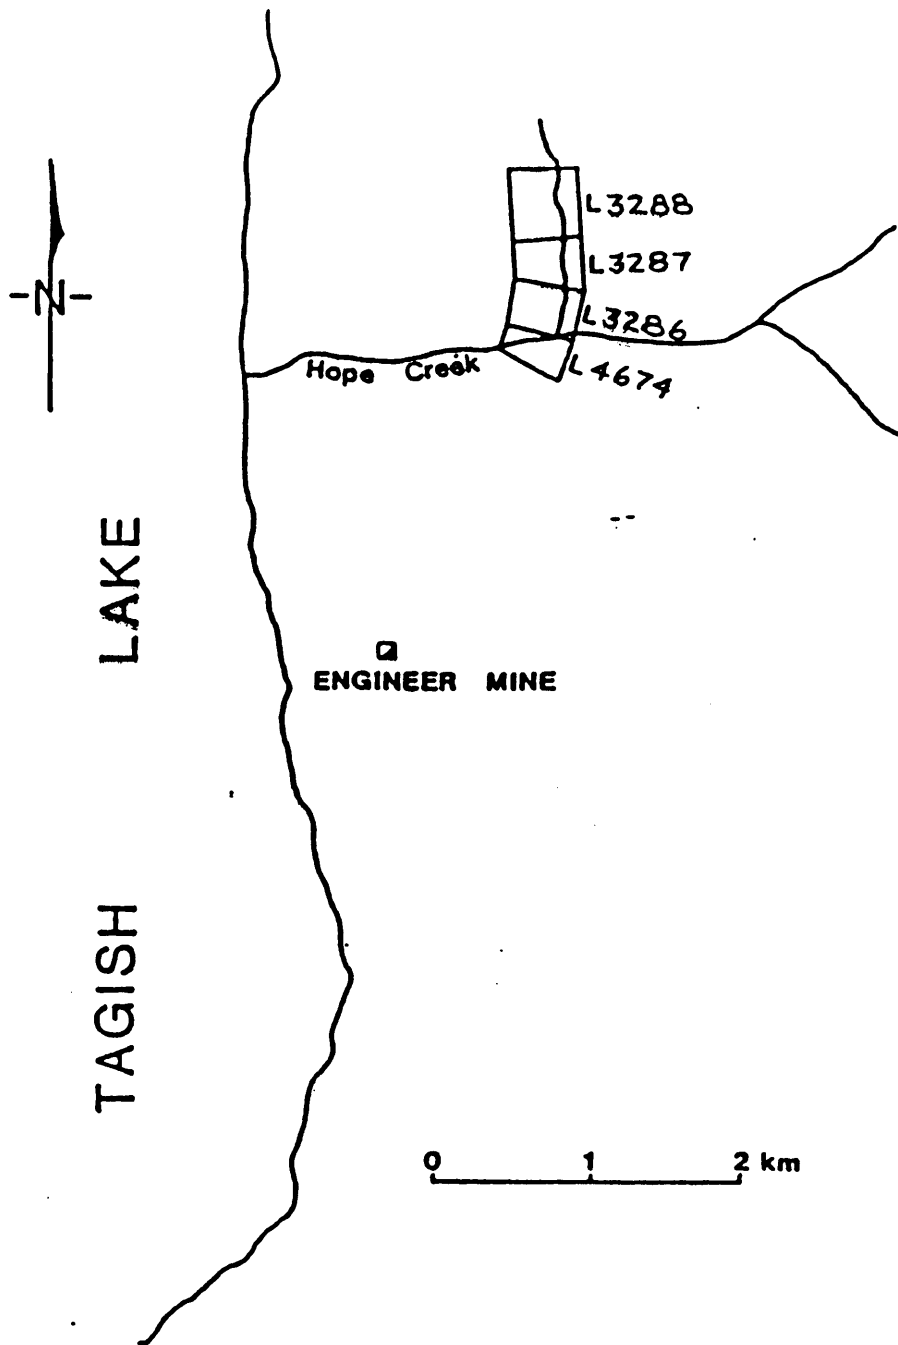 L3288
L3287
N
L3286
Hope Creek
L4674
LAKE
ENGINEER MINE
TAGISH
0 1 2 km